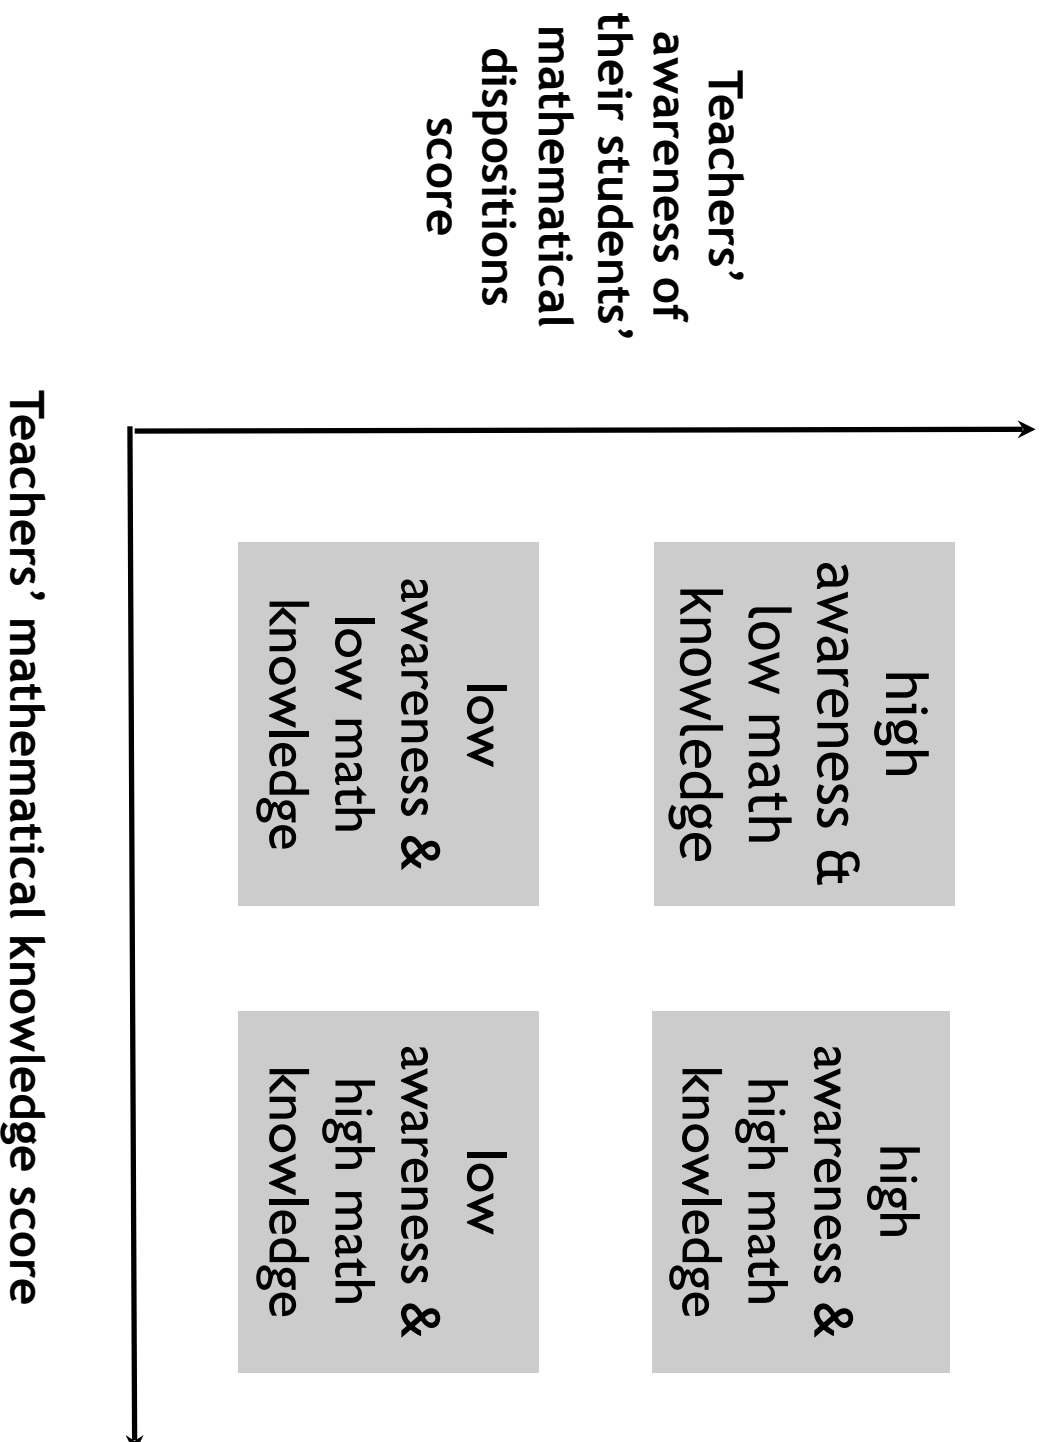 Teachers’
awareness of
their students’
mathematical
dispositions
score
high
awareness &
low math
knowledge
high
awareness &
high math
knowledge
low
awareness &
low math
knowledge
low
awareness &
high math
knowledge
Teachers’ mathematical knowledge score